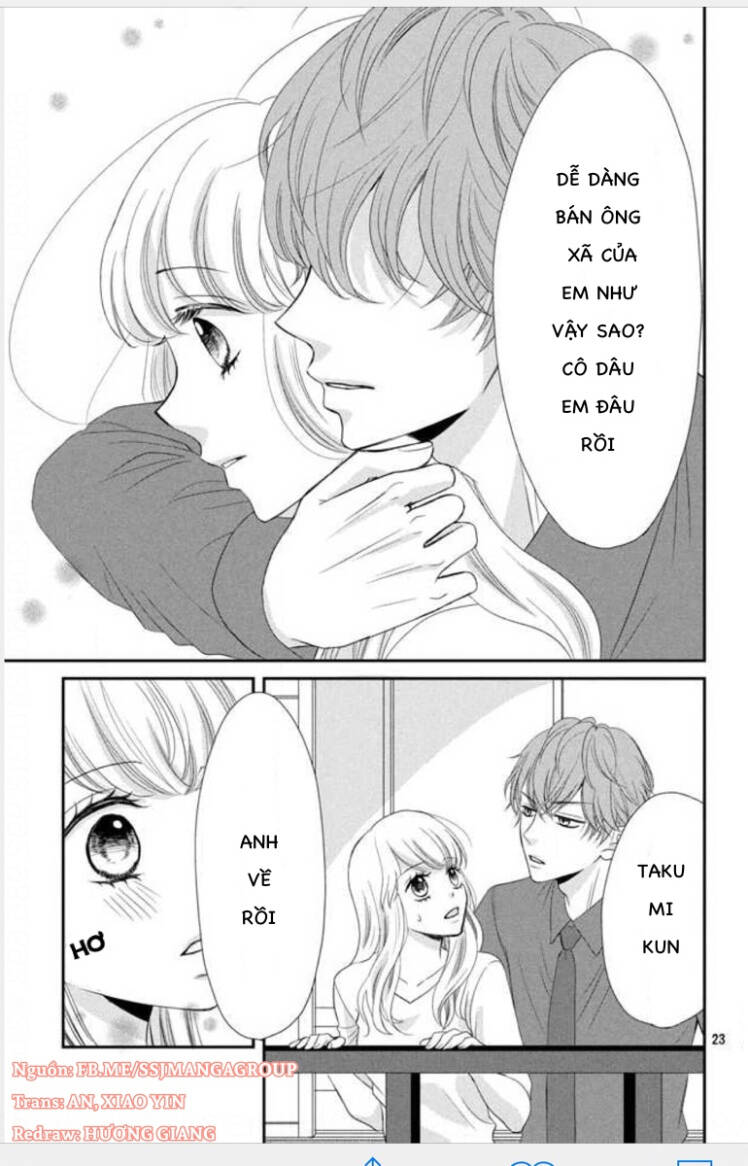 DỄ DÀNG
BÁN ÔNG
XÃ CỦA
EM NHƯ
VẬY SAO?
CÔ DÂU
EM ĐÂU
RỒI
TAKU
MI
KUN
ANH
VỀ
RỒI
HƠ
23
Nguồn: FB.ME/SSJMANGAGROUP
Trans: AN, XIAO YIN
Redraw: HƯƠNG GIANG